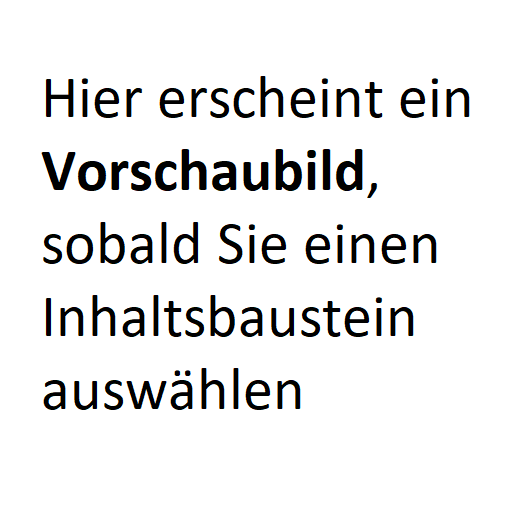 Hier erscheint ein
Vorschaubild,
sobald Sie einen
Inhaltsbaustein
auswählen